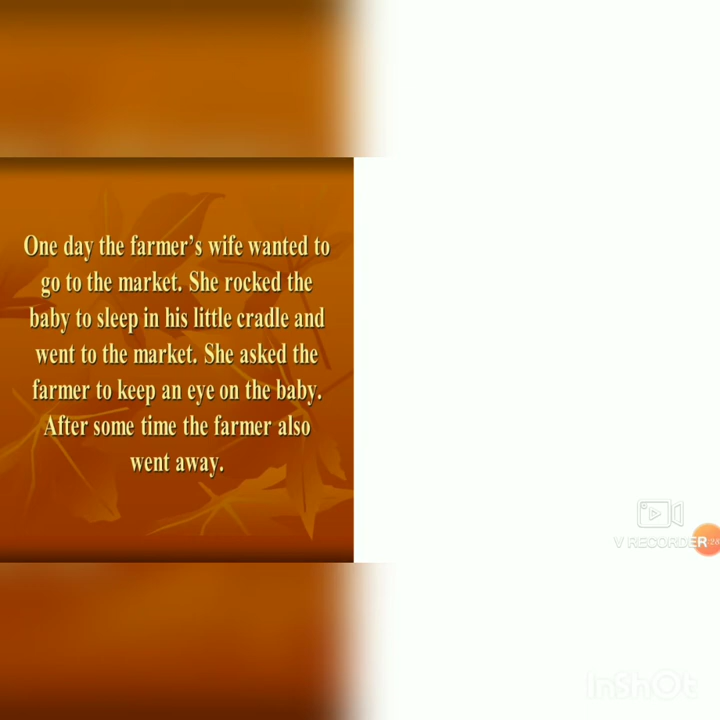 One day the farmer's wife wanted to
go to the market. She rocked the
baby to sleep in his little cradle and
went to the market. She asked the
farmer to keep an eye on the baby.
After some time the farmer also
went away.
V RECORDER
InShOt